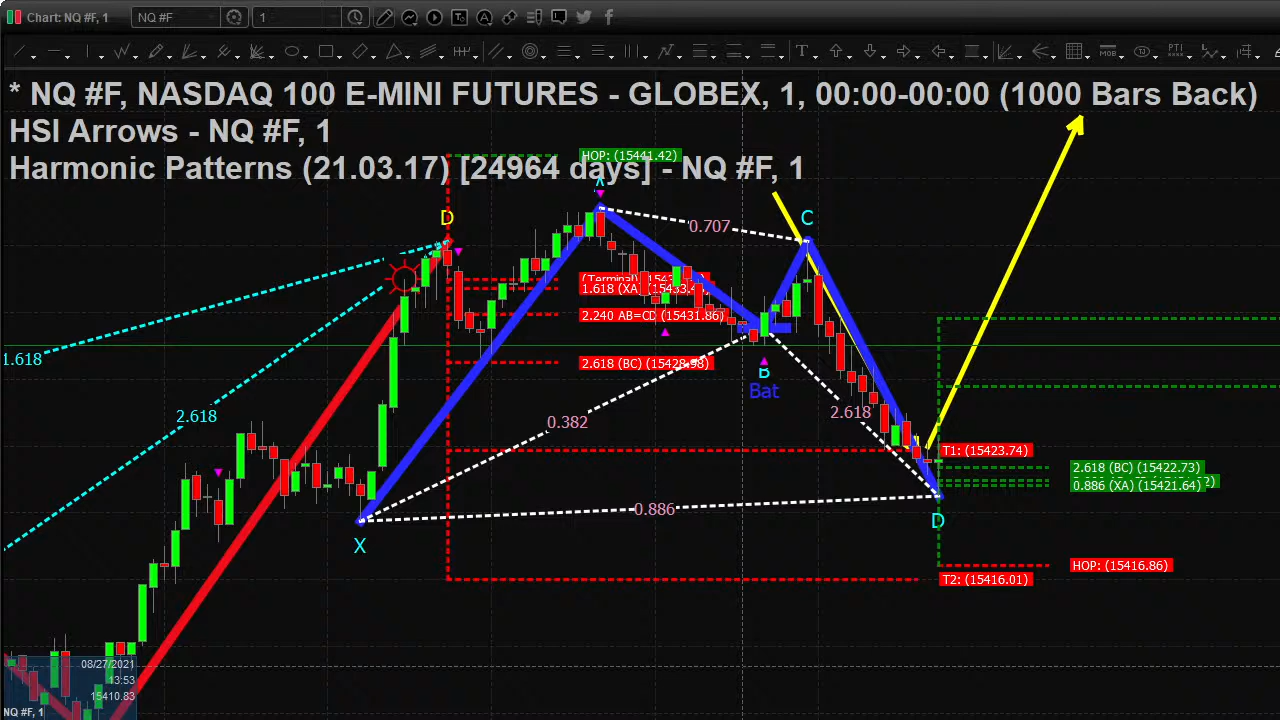 Chart: NQ #F, 1
NQ #F
1
* NQ #F, NASDAQ 100 E-MINI FUTURES - GLOBEX, 1, 00:00-00:00 (1000 Bars Back)
HSI Arrows - NQ #F, 1
HOP: (15441.42)
Harmonic Patterns (21.03.17) [24964 days] - NQ #F, 1
A
D
C
0.707
(Terminal)
1.618 (XA)
2.240 AB=CD (15431.86)
1.618
2.618 (BC) (15428.98)
B
Bat
2.618
0.382
2.618
T1: (15423.74)
2.618 (BC) (15422.73)
0.886 (XA) (15421.64)
0.886
D
X
HOP: (15416.86)
T2: (15416.01)
08/27/2021
13:53
15410.83
NQ #F, 1